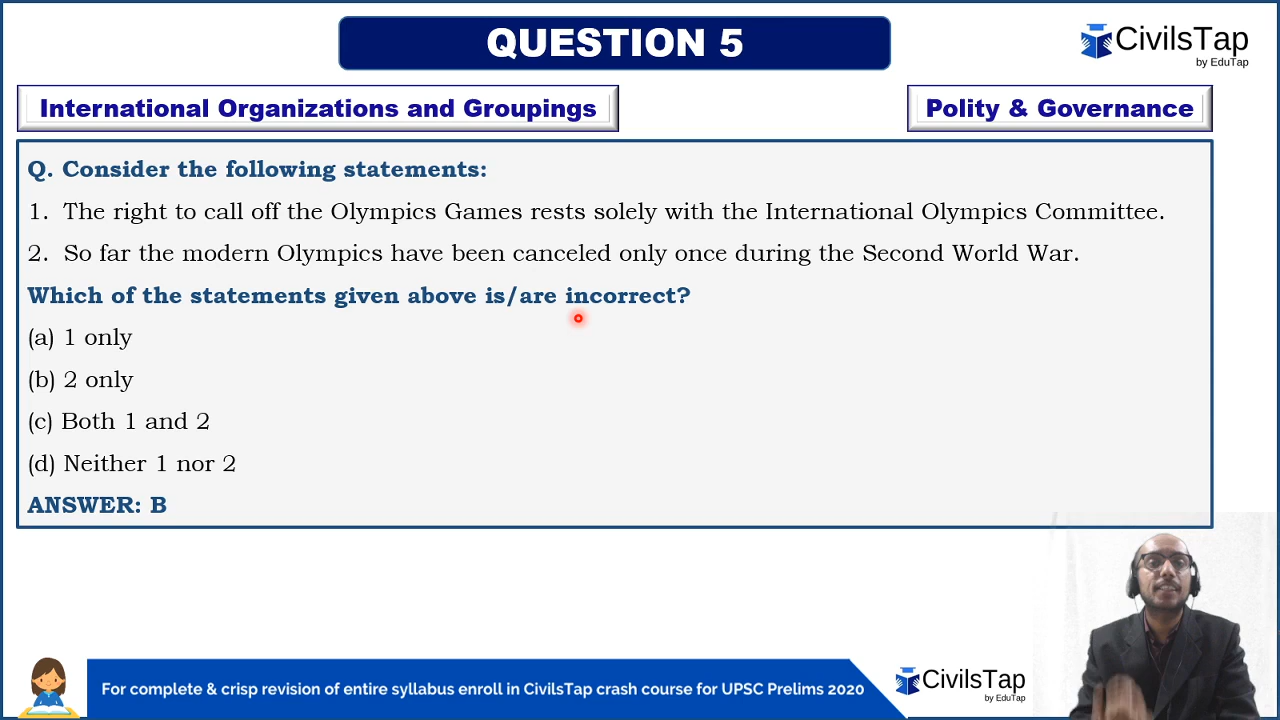 QUESTION 5
CivilsTap
by EduTap
International Organizations and Groupings
Polity & Governance
Q. Consider the following statements:
1. The right to call off the Olympics Games rests solely with the International Olympics Committee.
2. So far the modern Olympics have been canceled only once during the Second World War.
Which of the statements given above is/are incorrect?
(a) 1 only
(b) 2 only
(c) Both 1 and 2
(d) Neither 1 nor 2
ANSWER: B
For complete & crisp revision of entire syllabus enroll in CivilsTap crash course for UPSC Prelims 2020
CivilsTap
by EduTap